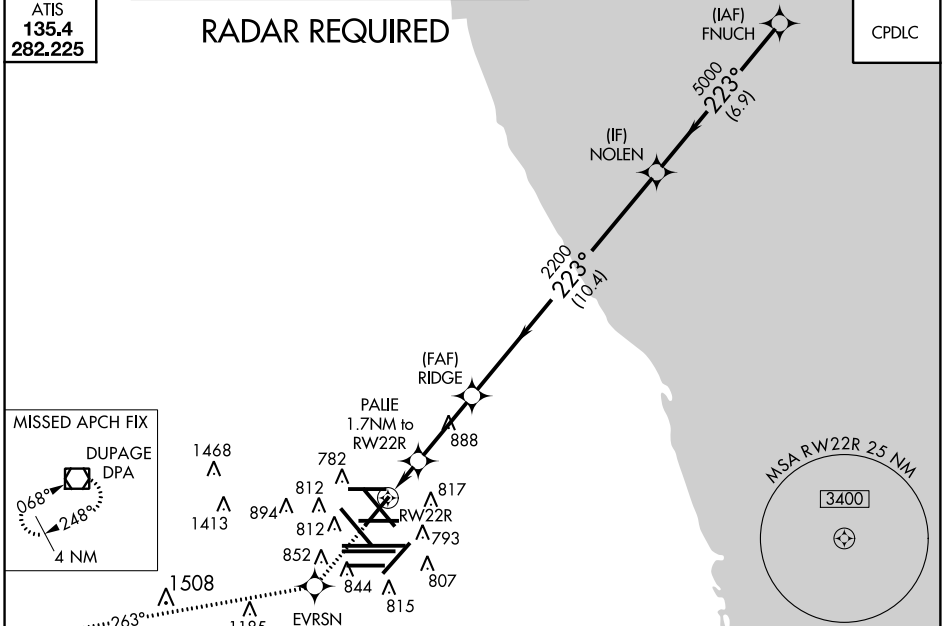 ATIS
135.4
282.225
RADAR REQUIRED
CPDLC
(IAF)
FNUCH
5000
223°
(6.9)
(IF)
NOLEN
2200
223°
(10.4)
(FAF)
RIDGE
PALIE
1.7NM to
RW22R
888
MISSED APCH FIX
DUPAGE
DPA
068°
248°
4 NM
1468
1413
782
812
894
812
817
RW22R
793
852
844
807
815
1508
263°
EVRSN
MSA RW22R 25 NM
3400